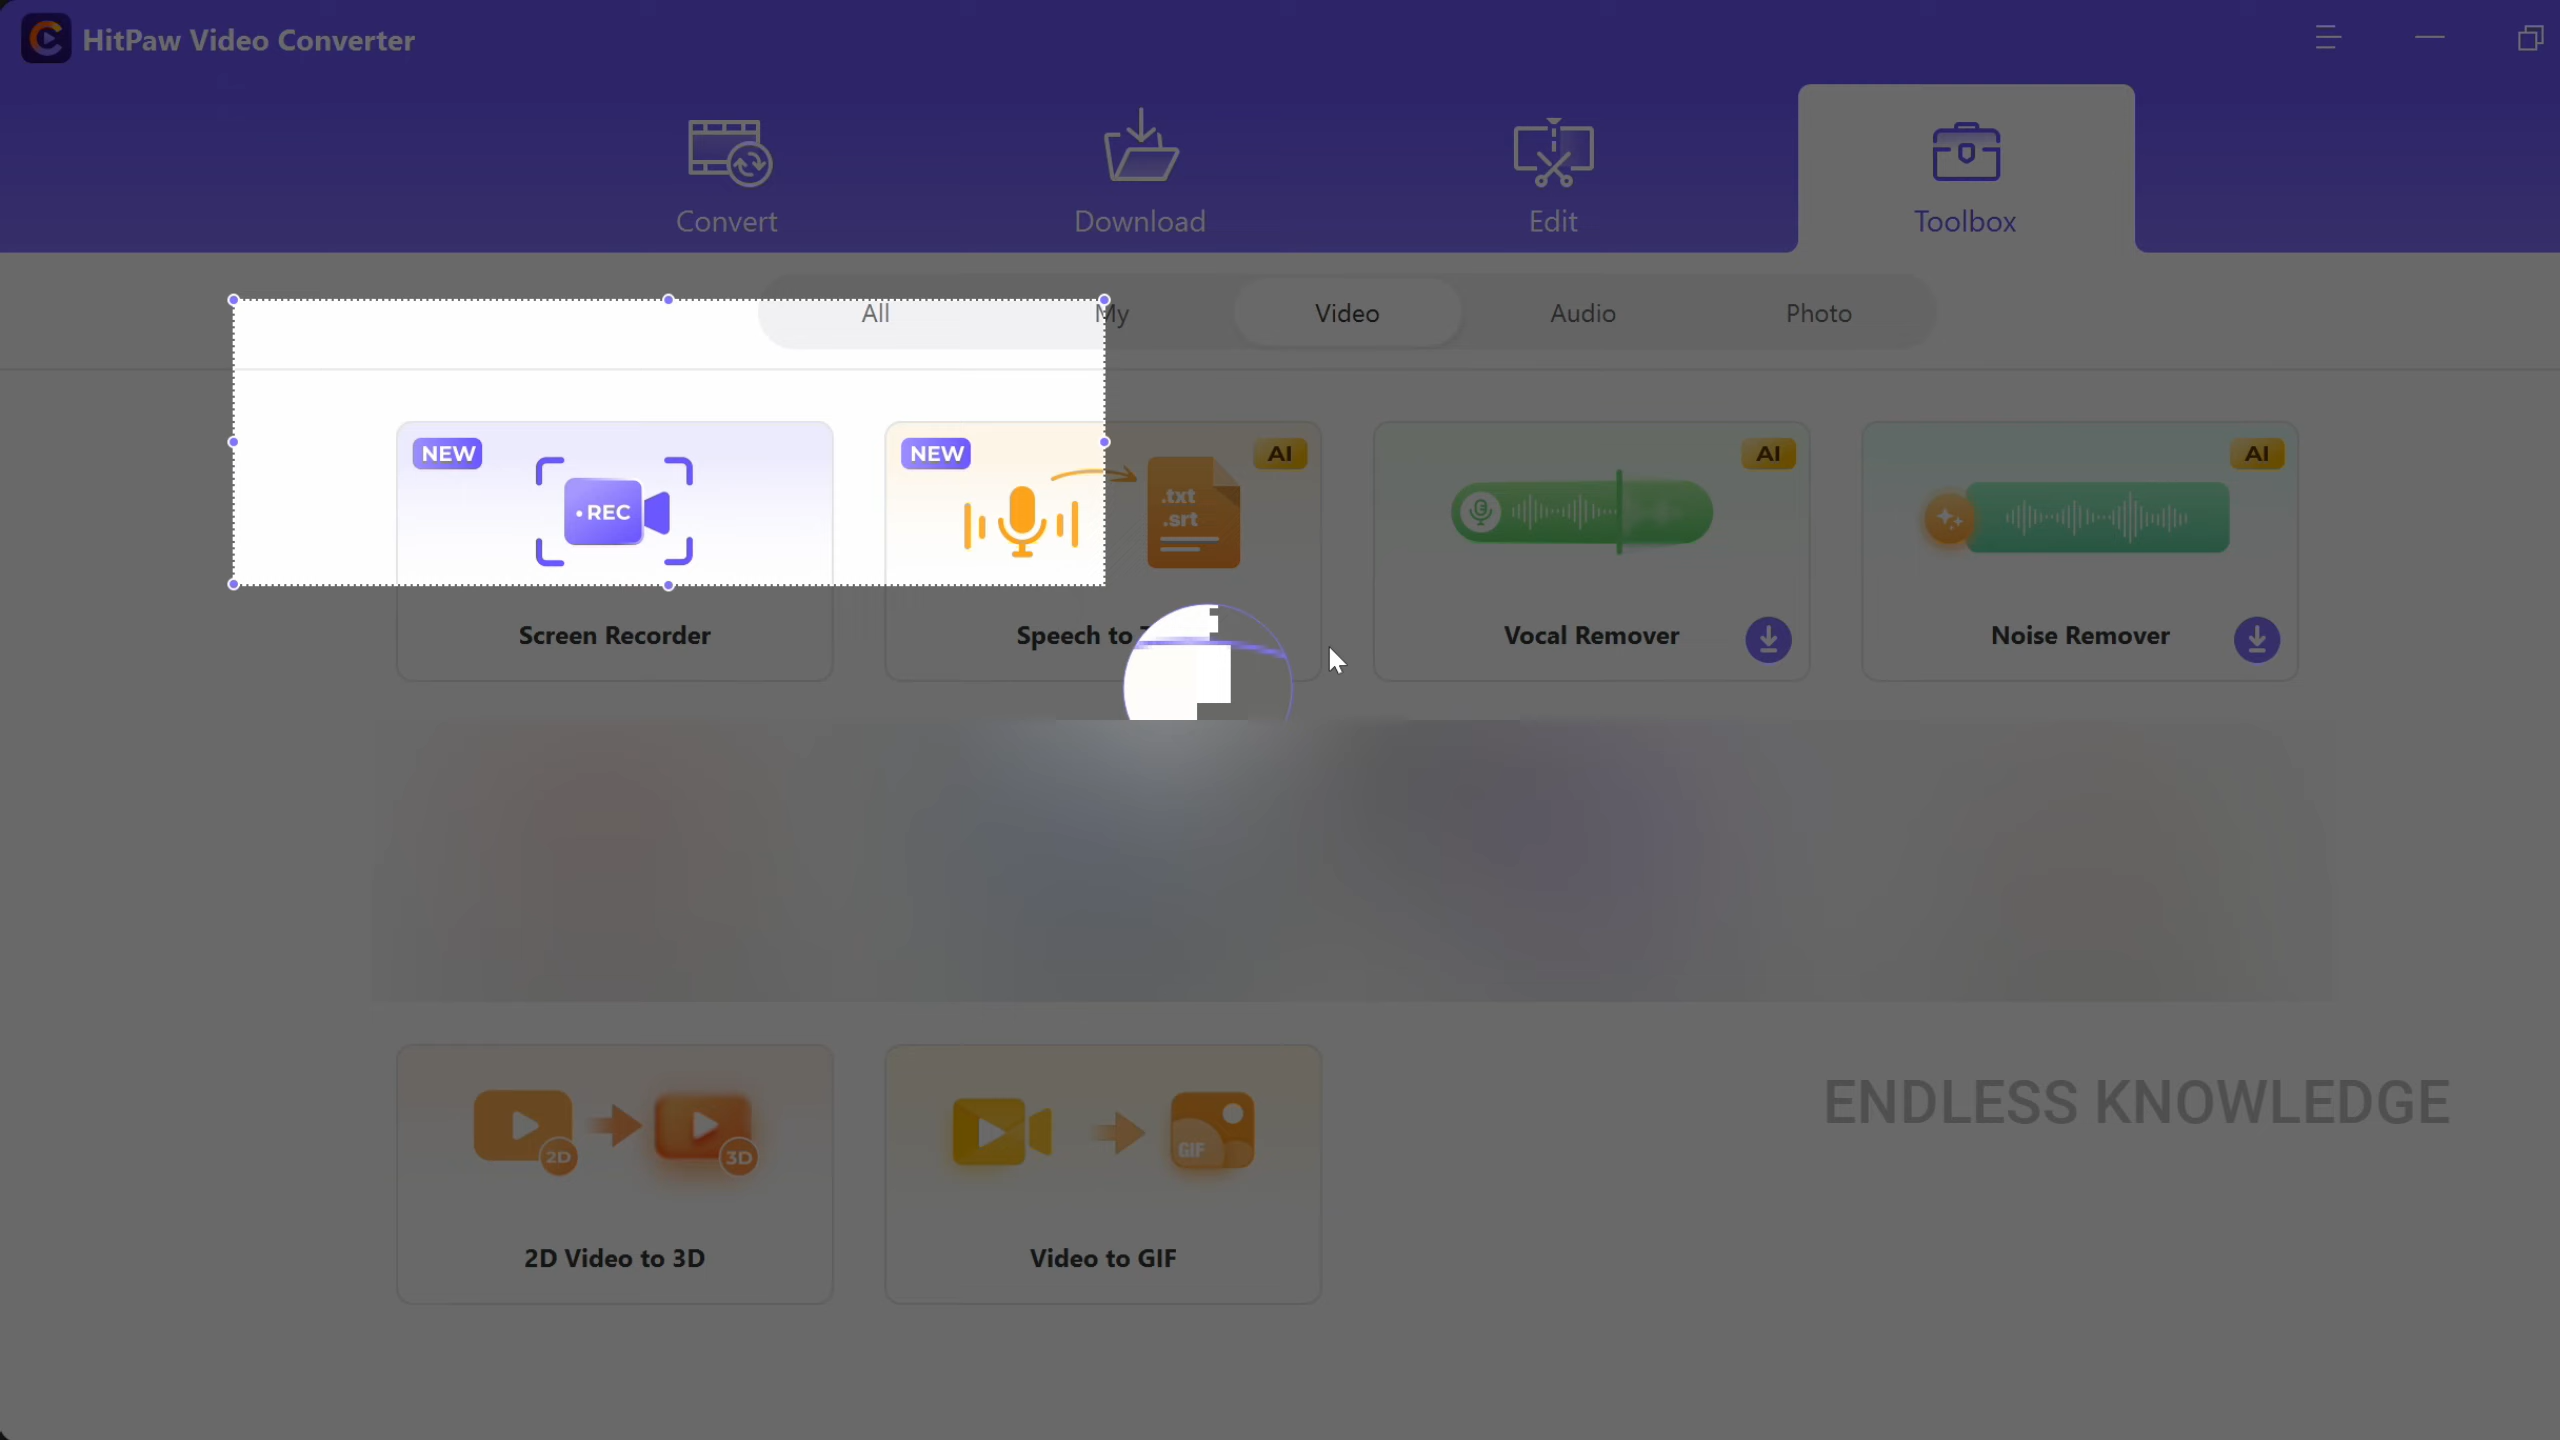 HitPaw Video Converter
Convert
Download
Edit
Toolbox
All
My
Video
Audio
Photo
NEW
• REC
Screen Recorder
NEW
AI
.txt
.srt
Speech to
AI
Vocal Remover
AI
Noise Remover
2D
3D
2D Video to 3D
GIF
Video to GIF
ENDLESS KNOWLEDGE